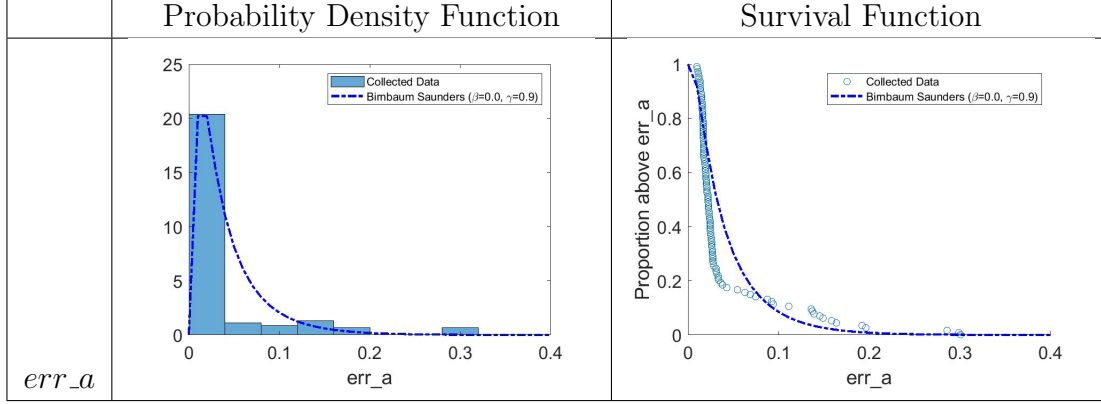 Probability Density Function
Survival Function
err_a
25
20
15
10
5
0
0
0.1
0.2
0.3
0.4
err_a
Collected Data
Birnbaum Saunders (β=0.0, γ=0.9)
Proportion above err_a
1
0.8
0.6
0.4
0.2
0
0
0.1
0.2
0.3
0.4
err_a
Collected Data
Birnbaum Saunders (β=0.0, γ=0.9)